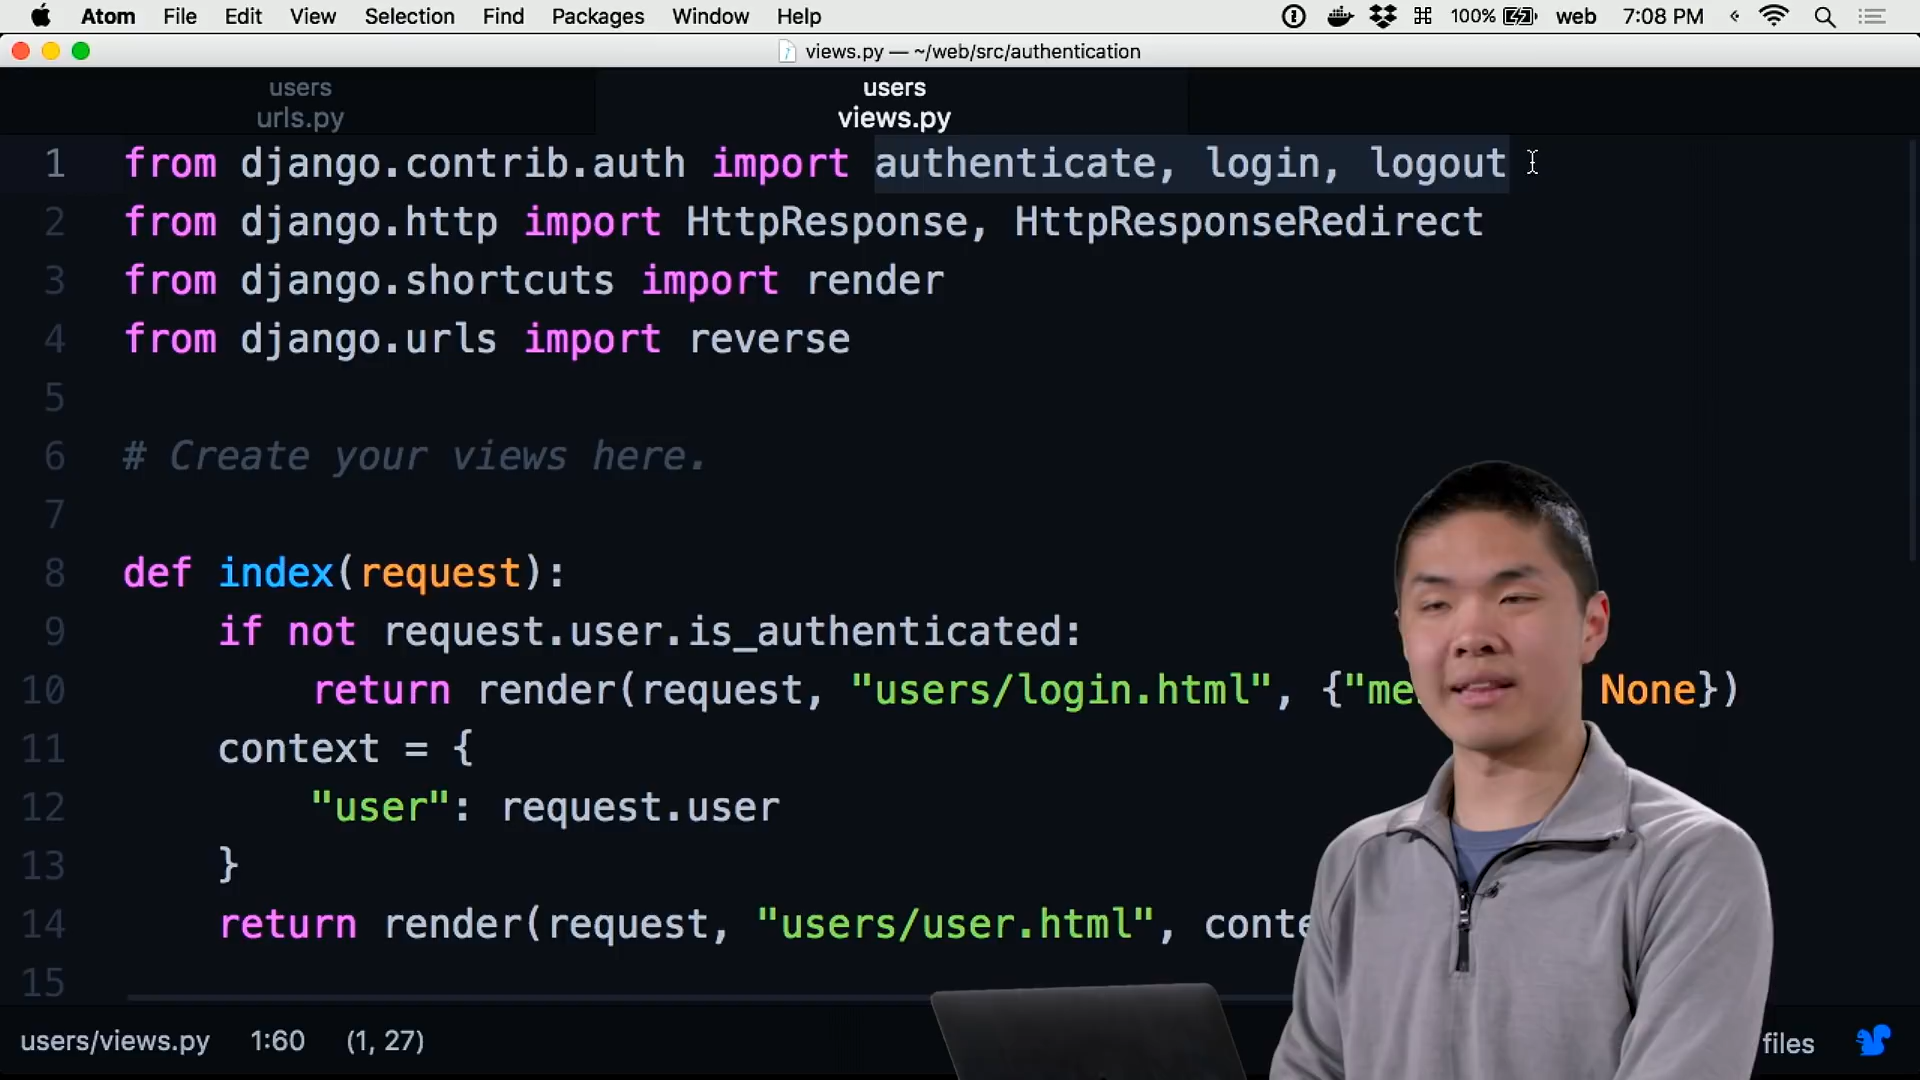 Atom File Edit View Selection Find Packages Window Help 100% web 7:08 PM
views.py — ~/web/src/authentication
users
urls.py
users
views.py
1 from django.contrib.auth import authenticate, login, logout
2 from django.http import HttpResponse, HttpResponseRedirect
3 from django.shortcuts import render
4 from django.urls import reverse
5
6 # Create your views here.
7
8 def index(request):
9 if not request.user.is_authenticated:
10 return render(request, "users/login.html", {"me None})
11 context = {
12 "user": request.user
13 }
14 return render(request, "users/user.html", conte
15
users/views.py 1:60 (1, 27) files